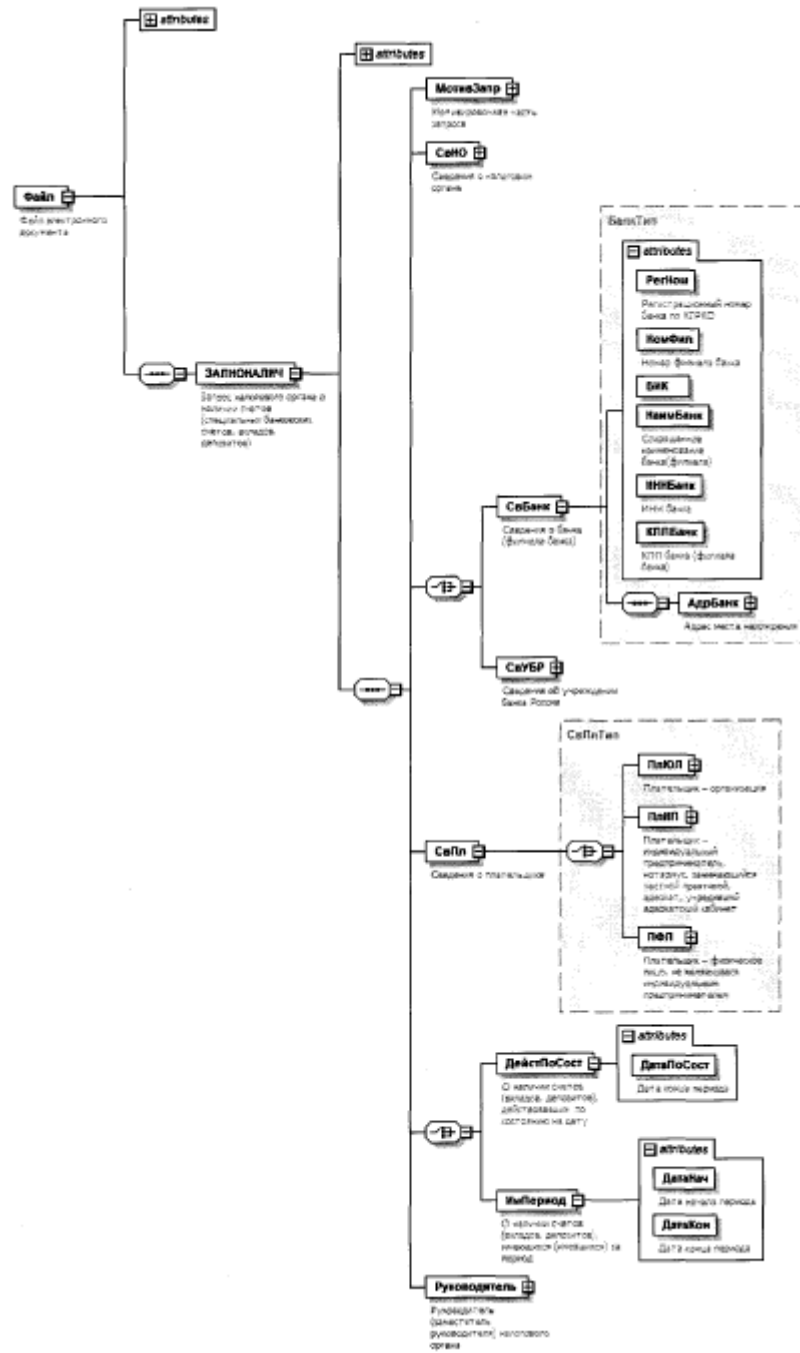 attributes
attributes
МотивЗапр
Мотивировочная часть
запроса
СвНО
Сведения о налоговом
органе
Файл
Файл электронного
документа
БанкТип
attributes
РегНом
Регистрационный номер
банка по КГРКО
НомФил
Номер филиала банка
БИК
НаимБанк
Сокращенное
наименование
банка(филиала)
ИННБанк
ИНН банка
КППБанк
КПП банка (филиала
банка)
ЗАПНОНАЛИЧ
Запрос налогового органа о
наличии счетов
(специальных банковских
счетов, вкладов,
депозитов)
СвБанк
Сведения о банке
(филиале банка)
АдрБанк
Адрес места нахождения
СвУБР
Сведения об учреждении
Банка России
СвПлТип
ПлЮЛ
Плательщик – организация
ПлИП
Плательщик –
индивидуальный
предприниматель,
нотариус, занимающийся
частной практикой,
адвокат, учредивший
адвокатский кабинет
СвПл
Сведения о плательщике
ПФЛ
Плательщик – физическое
лицо, не являющееся
индивидуальным
предпринимателем
ДейстПоСост
О наличии счетов
(вкладов, депозитов),
действовавших по
состоянию на дату
attributes
ДатаПоСост
Дата конца периода
ИмПериод
О наличии счетов
(вкладов, депозитов),
имеющихся (имевшихся) за
период
attributes
ДатаНач
Дата начала периода
ДатаКон
Дата конца периода
Руководитель
Руководитель
(заместитель
руководителя) налогового
органа